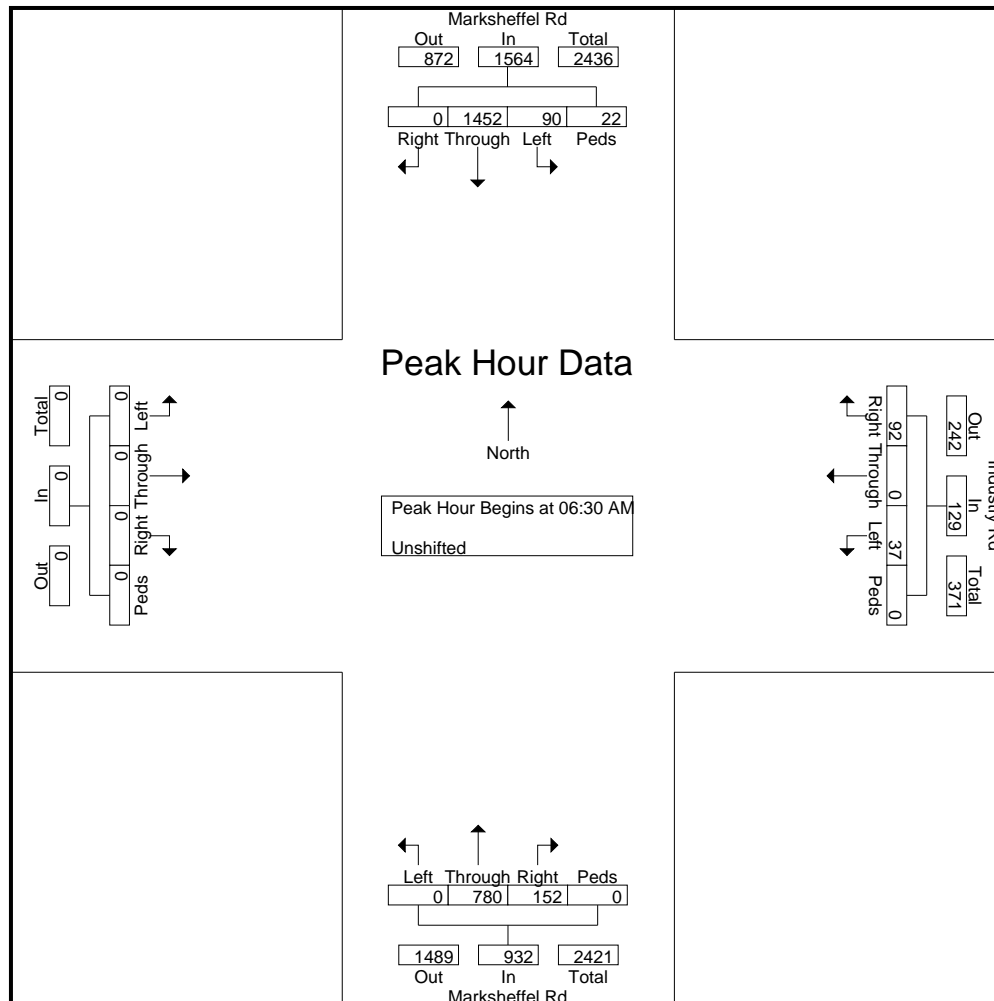 Marksheffel Rd
Out In Total
872 1564 2436
0 1452 90 22
Right Through Left Peds
Peak Hour Data
North
Peak Hour Begins at 06:30 AM
Unshifted
Total In Out
0 0 0
0 0 0 0
Left Through Right Peds
Right Through Left Peds
92 0 37 0
242 129 371
Out In Total
Left Through Right Peds
0 780 152 0
1489 932 2421
Out In Total
Marksheffel Rd